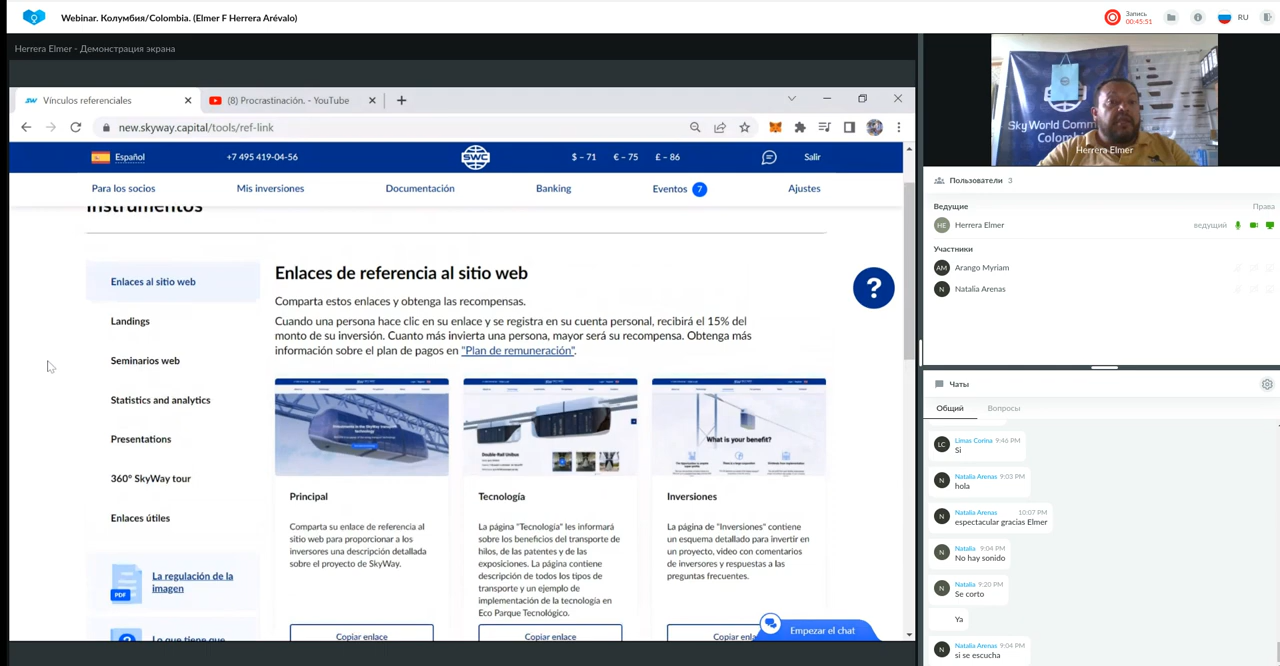 Webinar. Колумбия/Colombia. (Elmer F Herrera Arévalo)
Запись
00:45:51
RU
Herrera Elmer - Демонстрация экрана
Vínculos referenciales
(8) Procrastinación. - YouTube
new.skyway.capital/tools/ref-link
Español
+7 495 419-04-56
SWC
$ – 71
€ – 75
£ – 86
Salir
Para los socios
Mis inversiones
Documentación
Banking
Eventos 7
Ajustes
Instrumentos
Enlaces al sitio web
Landings
Seminarios web
Statistics and analytics
Presentations
360° SkyWay tour
Enlaces útiles
PDF
La regulación de la
imagen
Lo que tiene que
Enlaces de referencia al sitio web
Comparta estos enlaces y obtenga las recompensas.
Cuando una persona hace clic en su enlace y se registra en su cuenta personal, recibirá el 15% del
monto de su inversión. Cuanto más invierta una persona, mayor será su recompensa. Obtenga más
información sobre el plan de pagos en "Plan de remuneración".
?
Principal
Comparta su enlace de referencia al
sitio web para proporcionar a los
inversores una descripción detallada
sobre el proyecto de SkyWay.
Copiar enlace
Double-Rail Unibus
Tecnología
La página "Tecnología" les informará
sobre los beneficios del transporte de
hilos, de las patentes y de las
exposiciones. La página contiene
descripción de todos los tipos de
transporte y un ejemplo de
implementación de la tecnología en
Eco Parque Tecnológico.
Copiar enlace
What is your benefit?
Inversiones
La página de "Inversiones" contiene
un esquema detallado para invertir en
un proyecto, video con comentarios
de inversores y respuestas a las
preguntas frecuentes.
Copiar enla
Empezar el chat
Sky World Comm
Colom
Herrera Elmer
Пользователи 3
Ведущие
Права
HE
Herrera Elmer
ведущий
Участники
AM
Arango Myriam
N
Natalia Arenas
Чаты
Общий
Вопросы
LC
Limas Corina 9:46 PM
Si
N
Natalia Arenas 9:03 PM
hola
N
Natalia Arenas 10:07 PM
espectacular gracias Elmer
N
Natalia 9:04 PM
No hay sonido
N
Natalia 9:20 PM
Se corto
Ya
N
Natalia Arenas 9:04 PM
si se escucha